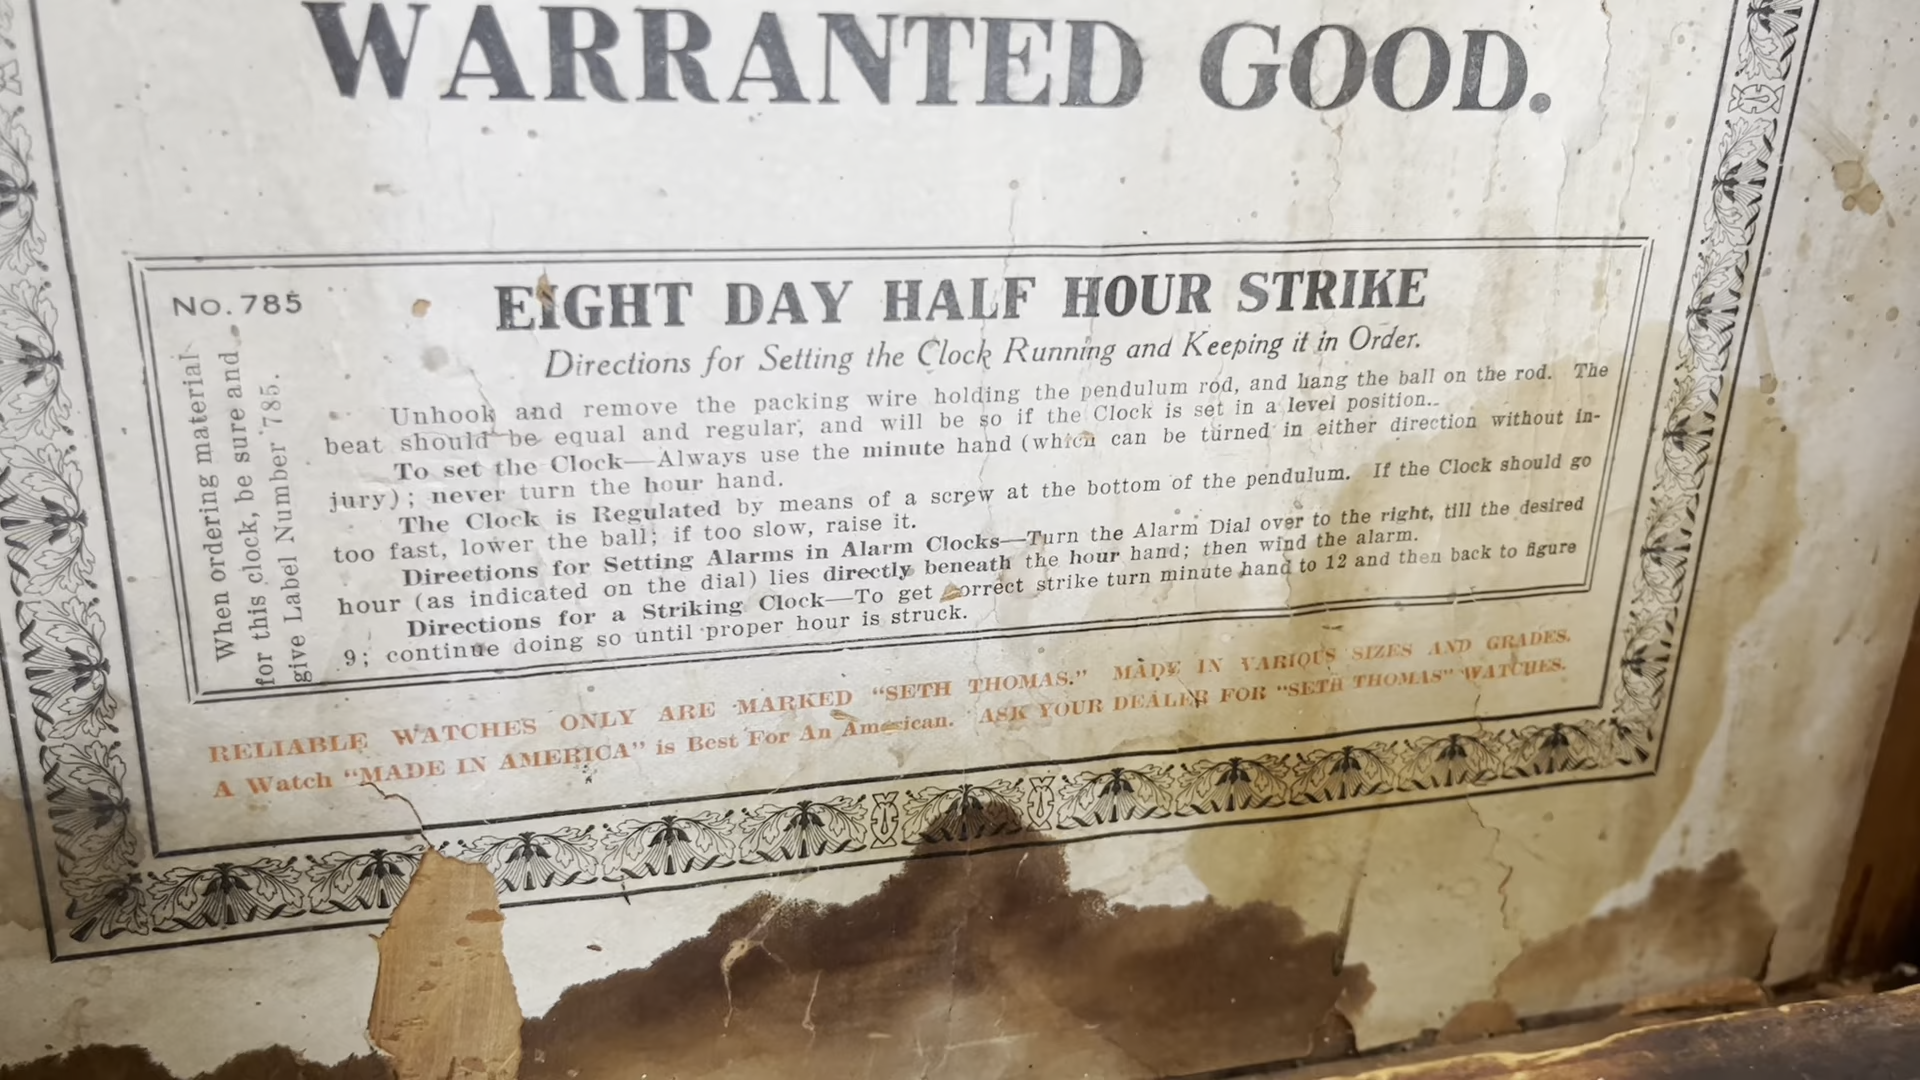 WARRANTED GOOD.
No. 785
When ordering material
for this clock, be sure and
give Label Number 785.
EIGHT DAY HALF HOUR STRIKE
Directions for Setting the Clock Running and Keeping it in Order.
Unhook and remove the packing wire holding the pendulum rod, and hang the ball on the rod. The
beat should be equal and regular, and will be so if the Clock is set in a level position.
To set the Clock—Always use the minute hand (which can be turned in either direction without in-
jury); never turn the hour hand.
The Clock is Regulated by means of a screw at the bottom of the pendulum. If the Clock should go
too fast, lower the ball; if too slow, raise it.
Directions for Setting Alarms in Alarm Clocks—Turn the Alarm Dial over to the right, till the desired
hour (as indicated on the dial) lies directly beneath the hour hand; then wind the alarm.
Directions for a Striking Clock—To get correct strike turn minute hand to 12 and then back to figure
9; continue doing so until proper hour is struck.
RELIABLE WATCHES ONLY ARE MARKED "SETH THOMAS." MADE IN VARIOUS SIZES AND GRADES.
A Watch "MADE IN AMERICA" is Best For An American. ASK YOUR DEALER FOR "SETH THOMAS" WATCHES.